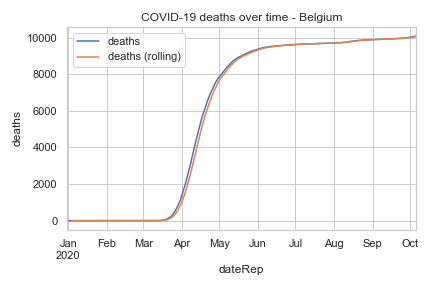 COVID-19 deaths over time - Belgium
deaths
deaths (rolling)
10000
8000
6000
4000
2000
0
deaths
Jan Feb Mar Apr May Jun Jul Aug Sep Oct
2020
dateRep